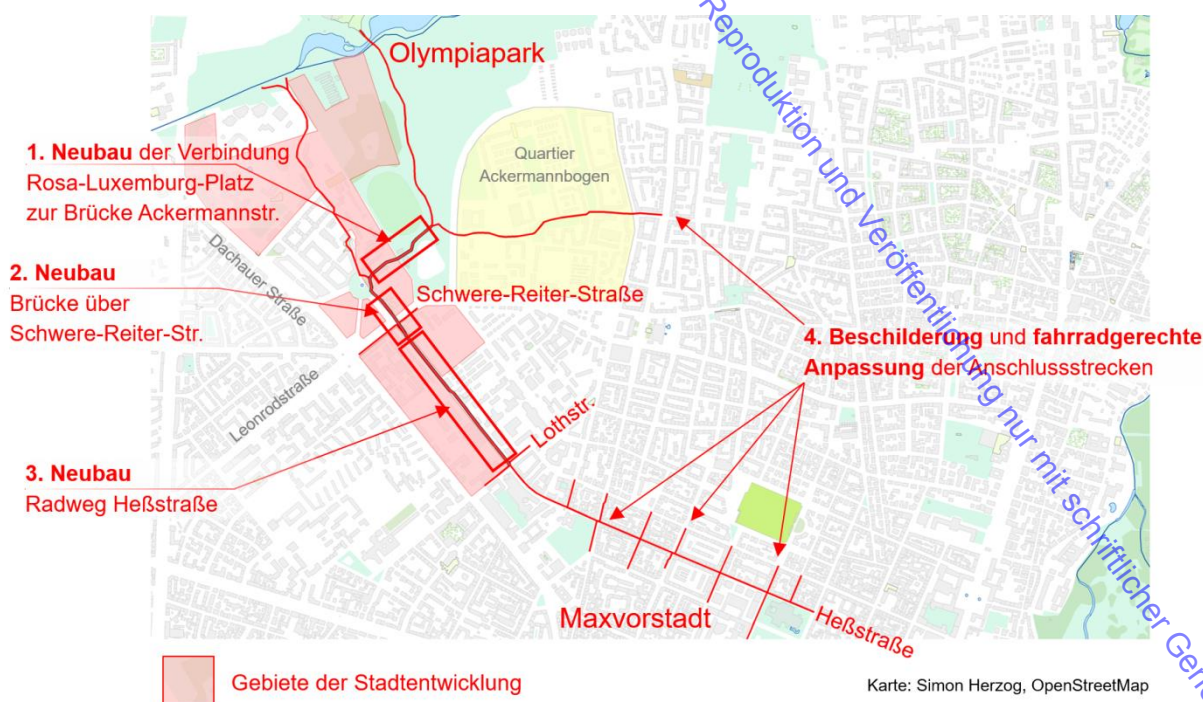 Olympiapark
1. Neubau der Verbindung
Rosa-Luxemburg-Platz
zur Brücke Ackermannstr.
Quartier
Ackermannbogen
Dachauer Straße
2. Neubau
Brücke über
Schwere-Reiter-Str.
Schwere-Reiter-Straße
4. Beschilderung und fahrradgerechte
Anpassung der Anschlussstrecken
Leonrodstraße
Lothstr.
3. Neubau
Radweg Heßstraße
Maxvorstadt
Heßstraße
Gebiete der Stadtentwicklung
Karte: Simon Herzog, OpenStreetMap
Reproduktion und Veröffentlichung nur mit schriftlicher